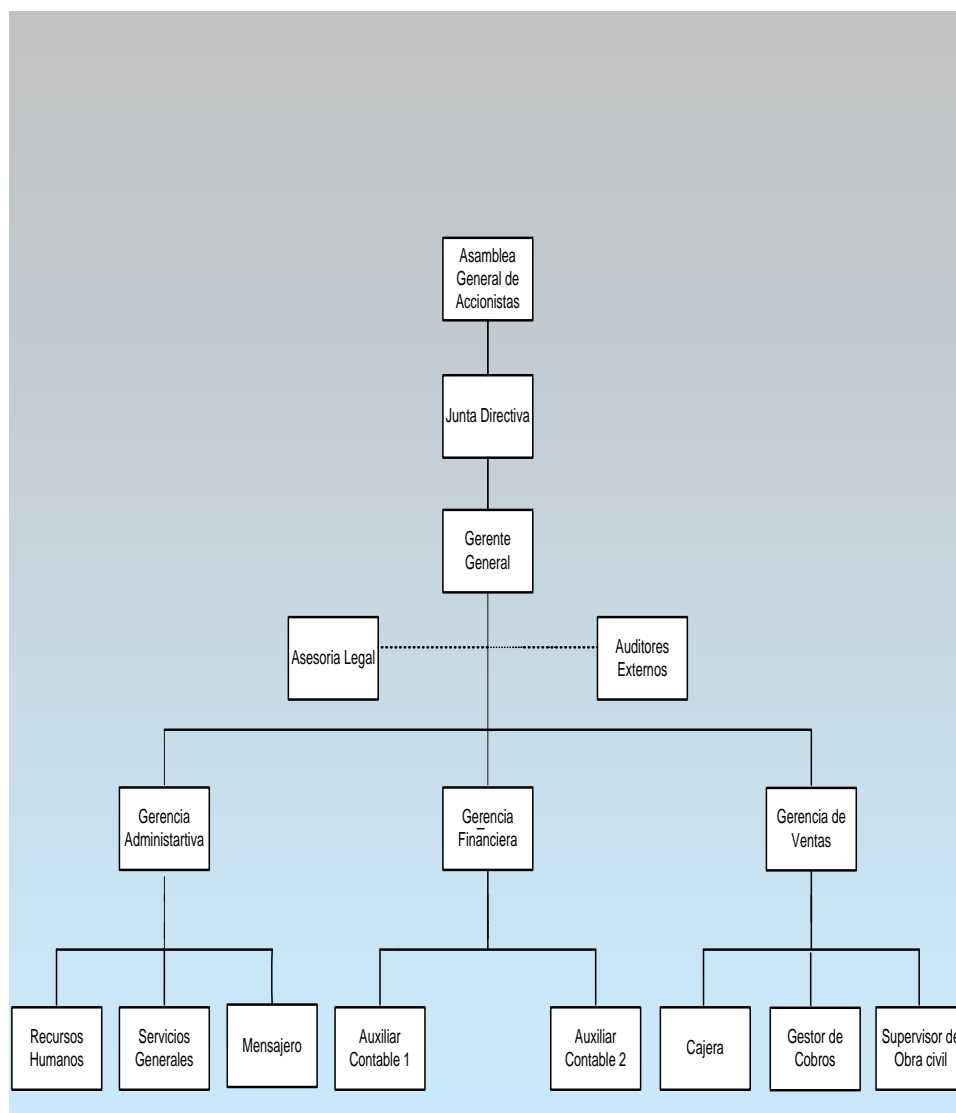 Asamblea
General de
Accionistas
Junta Directiva
Gerente
General
Asesoria Legal
Auditores
Externos
Gerencia
Administartiva
Gerencia
Financiera
Gerencia de
Ventas
Recursos
Humanos
Servicios
Generales
Mensajero
Auxiliar
Contable 1
Auxiliar
Contable 2
Cajera
Gestor de
Cobros
Supervisor de
Obra civil